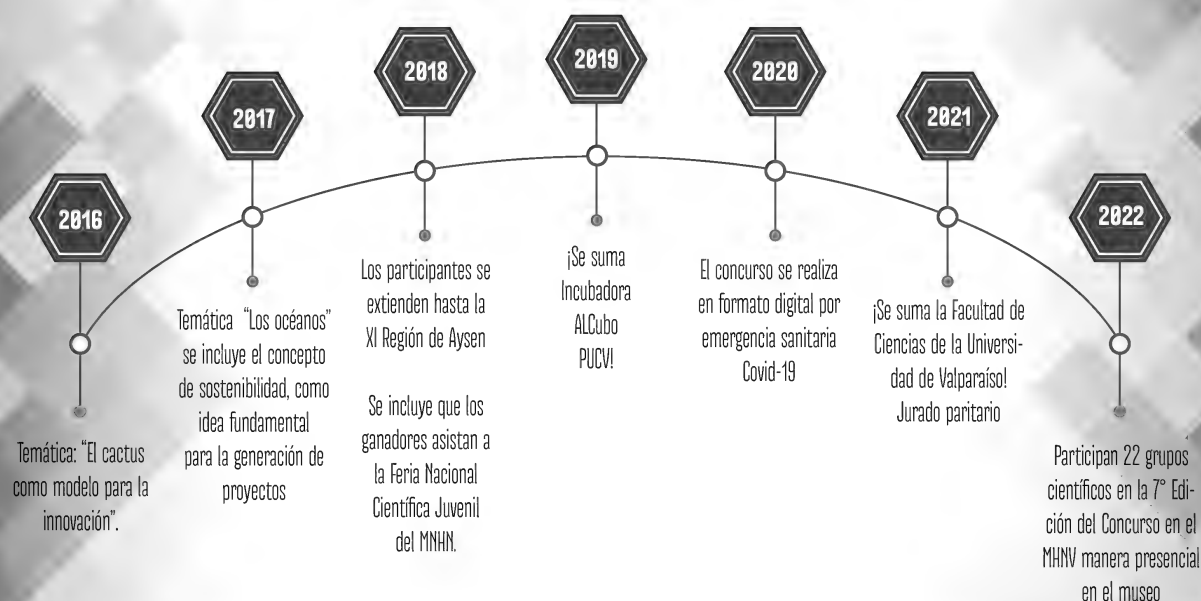 2016
Temática: “El cactus
como modelo para la
innovación”.
2017
Temática “Los océanos”
se incluye el concepto
de sostenibilidad, como
idea fundamental
para la generación de
proyectos
2018
Los participantes se
extienden hasta la
XI Región de Aysen
Se incluye que los
ganadores asistan a
la Feria Nacional
Científica Juvenil
del MNHN.
2019
¡Se suma
Incubadora
ALCubo
PUCV!
2020
El concurso se realiza
en formato digital por
emergencia sanitaria
Covid-19
2021
¡Se suma la Facultad de
Ciencias de la Universi-
dad de Valparaíso!
Jurado paritario
2022
Participan 22 grupos
científicos en la 7° Edi-
ción del Concurso en el
MHNV manera presencial
en el museo